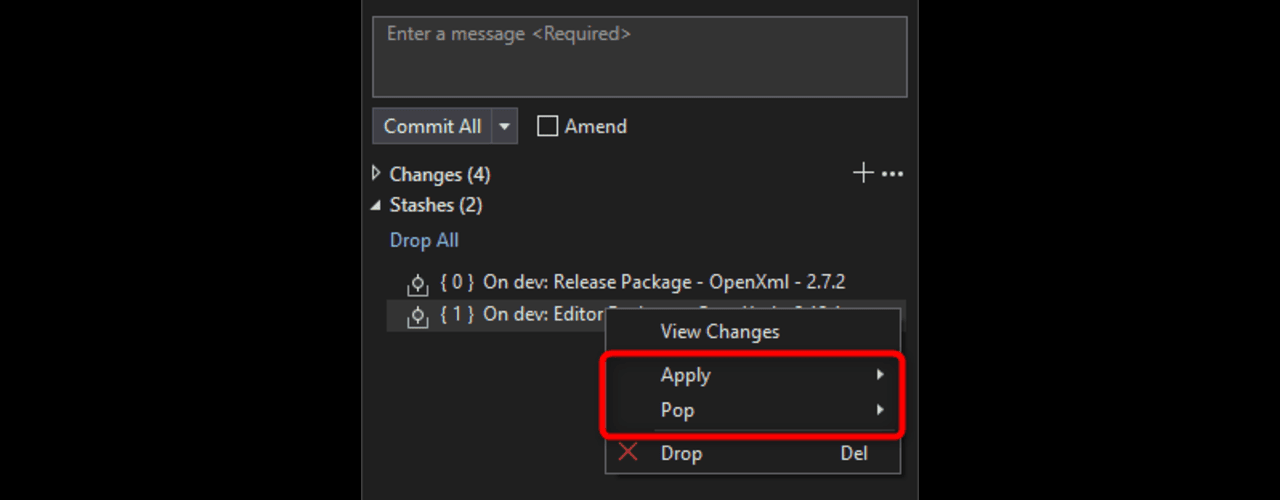 Enter a message <Required>
Commit All Amend
Changes (4)
Stashes (2)
Drop All
{ 0 } On dev: Release Package - OpenXml - 2.7.2
{ 1 } On dev: Editor
View Changes
Apply
Pop
Drop Del